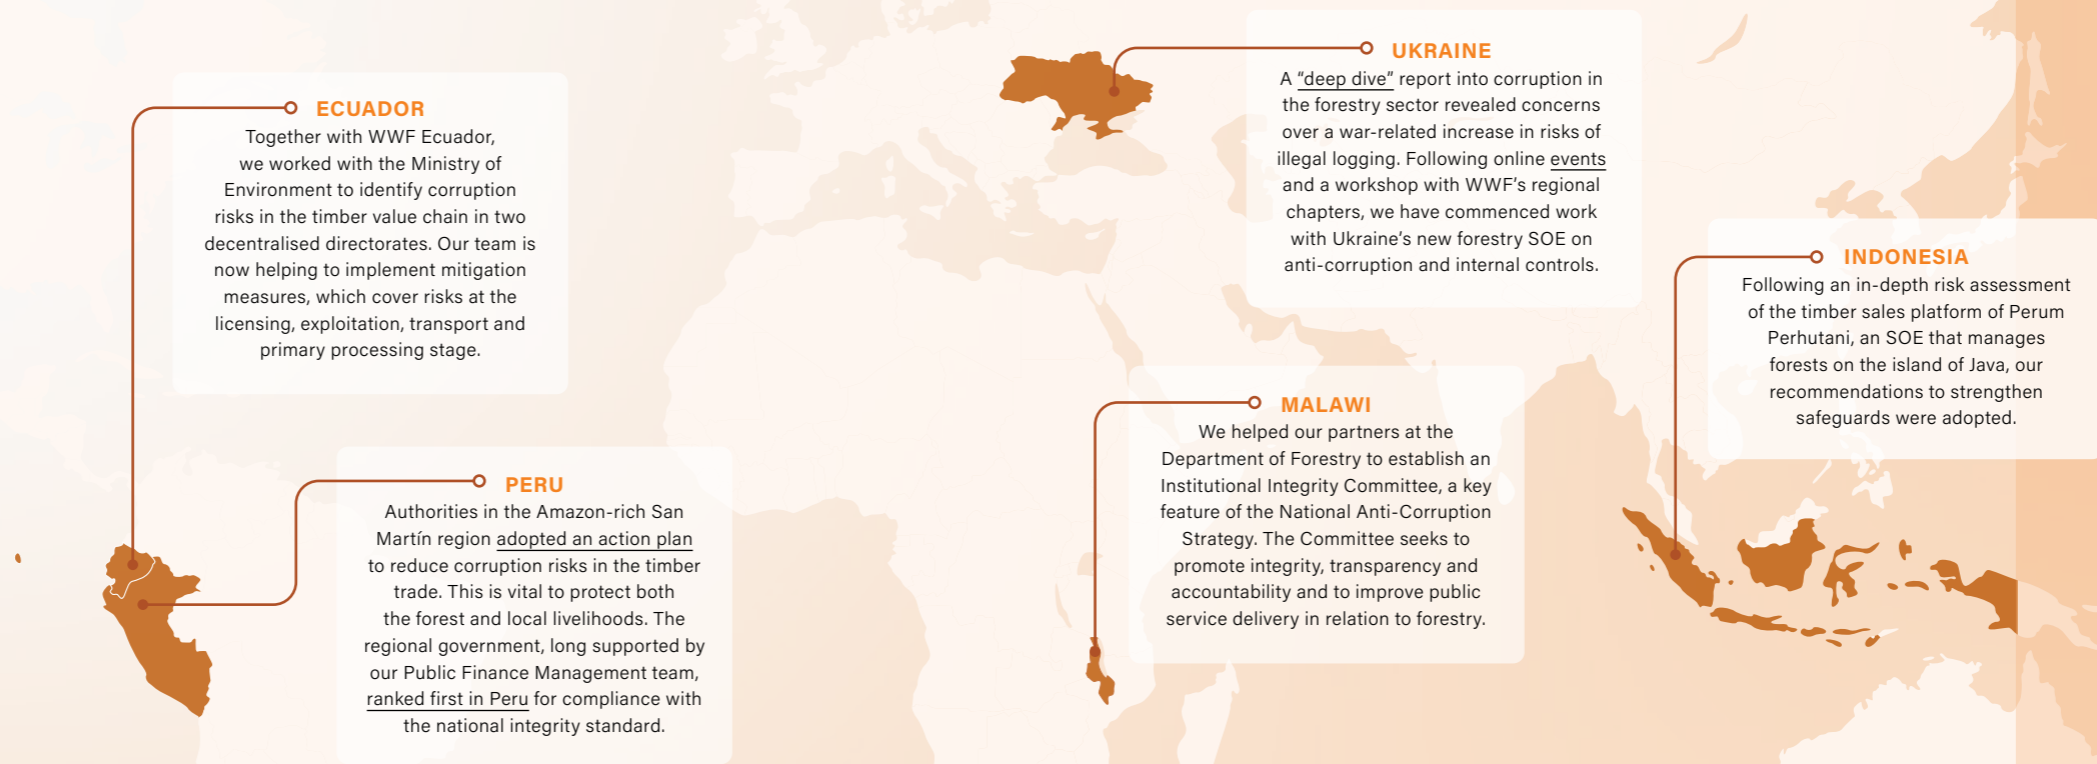 ECUADOR
Together with WWF Ecuador,
we worked with the Ministry of
Environment to identify corruption
risks in the timber value chain in two
decentralised directorates. Our team is
now helping to implement mitigation
measures, which cover risks at the
licensing, exploitation, transport and
primary processing stage.
PERU
Authorities in the Amazon-rich San
Martín region adopted an action plan
to reduce corruption risks in the timber
trade. This is vital to protect both
the forest and local livelihoods. The
regional government, long supported by
our Public Finance Management team,
ranked first in Peru for compliance with
the national integrity standard.
UKRAINE
A “deep dive” report into corruption in
the forestry sector revealed concerns
over a war-related increase in risks of
illegal logging. Following online events
and a workshop with WWF’s regional
chapters, we have commenced work
with Ukraine’s new forestry SOE on
anti-corruption and internal controls.
MALAWI
We helped our partners at the
Department of Forestry to establish an
Institutional Integrity Committee, a key
feature of the National Anti-Corruption
Strategy. The Committee seeks to
promote integrity, transparency and
accountability and to improve public
service delivery in relation to forestry.
INDONESIA
Following an in-depth risk assessment
of the timber sales platform of Perum
Perhutani, an SOE that manages
forests on the island of Java, our
recommendations to strengthen
safeguards were adopted.